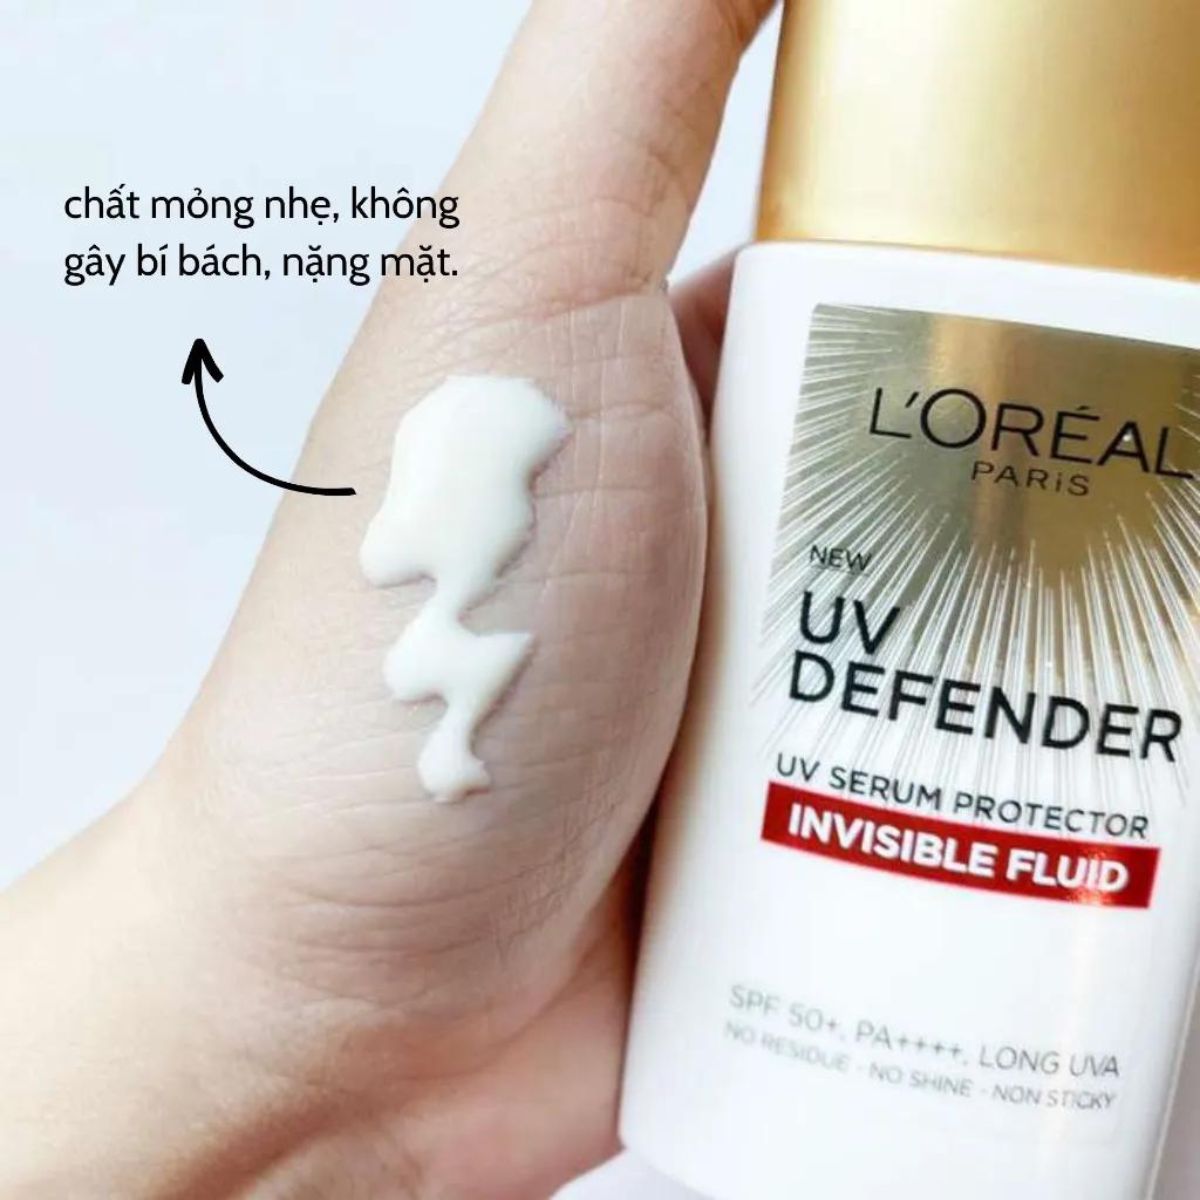 chất mỏng nhẹ, không
gây bí bách, nặng mặt.
L'ORÉAL
PARIS
NEW
UV
DEFENDER
UV SERUM PROTECTOR
INVISIBLE FLUID
SPF 50+, PA++++, LONG UVA
NO RESIDUE - NO SHINE - NON STICKY